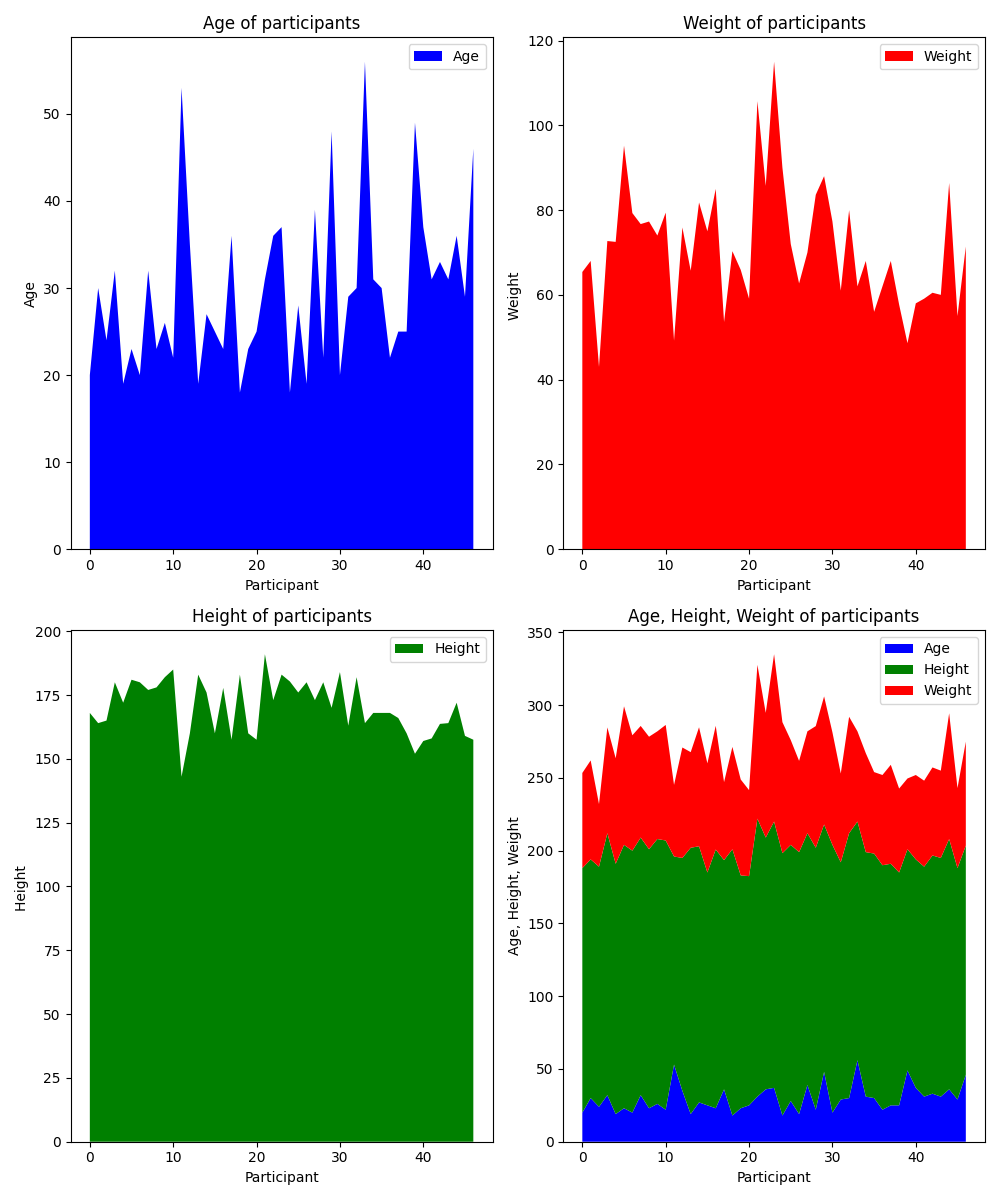 Age of participants
Age
Age
50
40
30
20
10
0
0 10 20 30 40
Participant
Weight of participants
Weight
Weight
120
100
80
60
40
20
0
0 10 20 30 40
Participant
Height of participants
Height
Height
200
175
150
125
100
75
50
25
0
0 10 20 30 40
Participant
Age, Height, Weight of participants
Age
Height
Weight
Age, Height, Weight
350
300
250
200
150
100
50
0
0 10 20 30 40
Participant